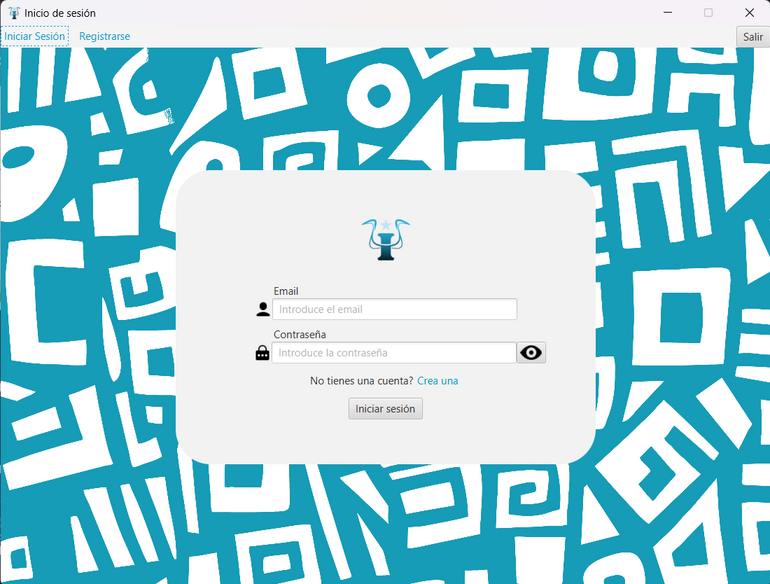 Inicio de sesión
Iniciar Sesión Registrarse Salir
Email
Introduce el email
Contraseña
Introduce la contraseña
No tienes una cuenta? Crea una
Iniciar sesión